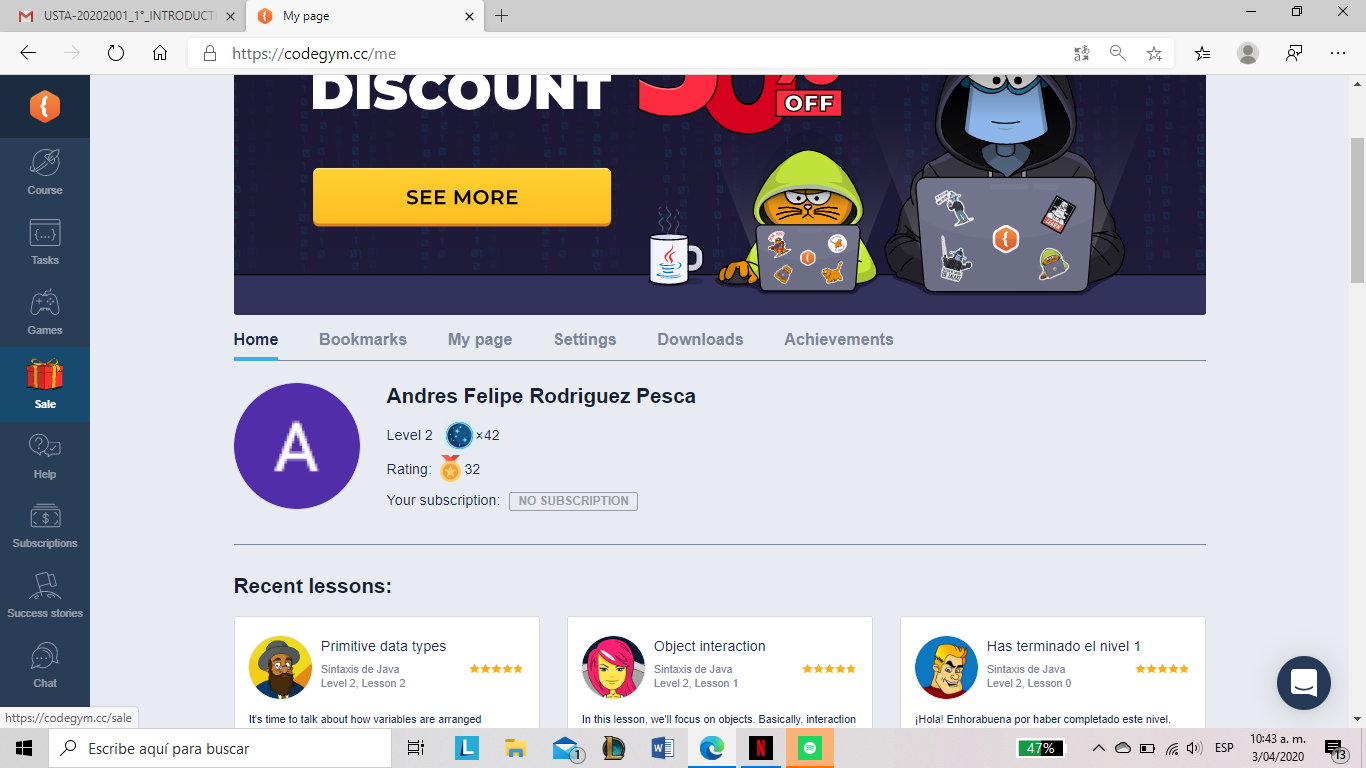 USTA-20202001_1°_INTRODUCTI
My page
https://codegym.cc/me
DISCOUNT
OFF
SEE MORE
Course
Tasks
Games
Sale
Help
Subscriptions
Success stories
Chat
Home Bookmarks My page Settings Downloads Achievements
A
Andres Felipe Rodriguez Pesca
Level 2 ×42
Rating: 32
Your subscription: NO SUBSCRIPTION
Recent lessons:
Primitive data types
Sintaxis de Java
Level 2, Lesson 2
It's time to talk about how variables are arranged
Object interaction
Sintaxis de Java
Level 2, Lesson 1
In this lesson, we'll focus on objects. Basically, interaction
Has terminado el nivel 1
Sintaxis de Java
Level 2, Lesson 0
¡Hola! Enhorabuena por haber completado este nivel.
https://codegym.cc/sale
Escribe aquí para buscar
L
1
W
N
47%
ESP
10:43 a. m.
3/04/2020
13